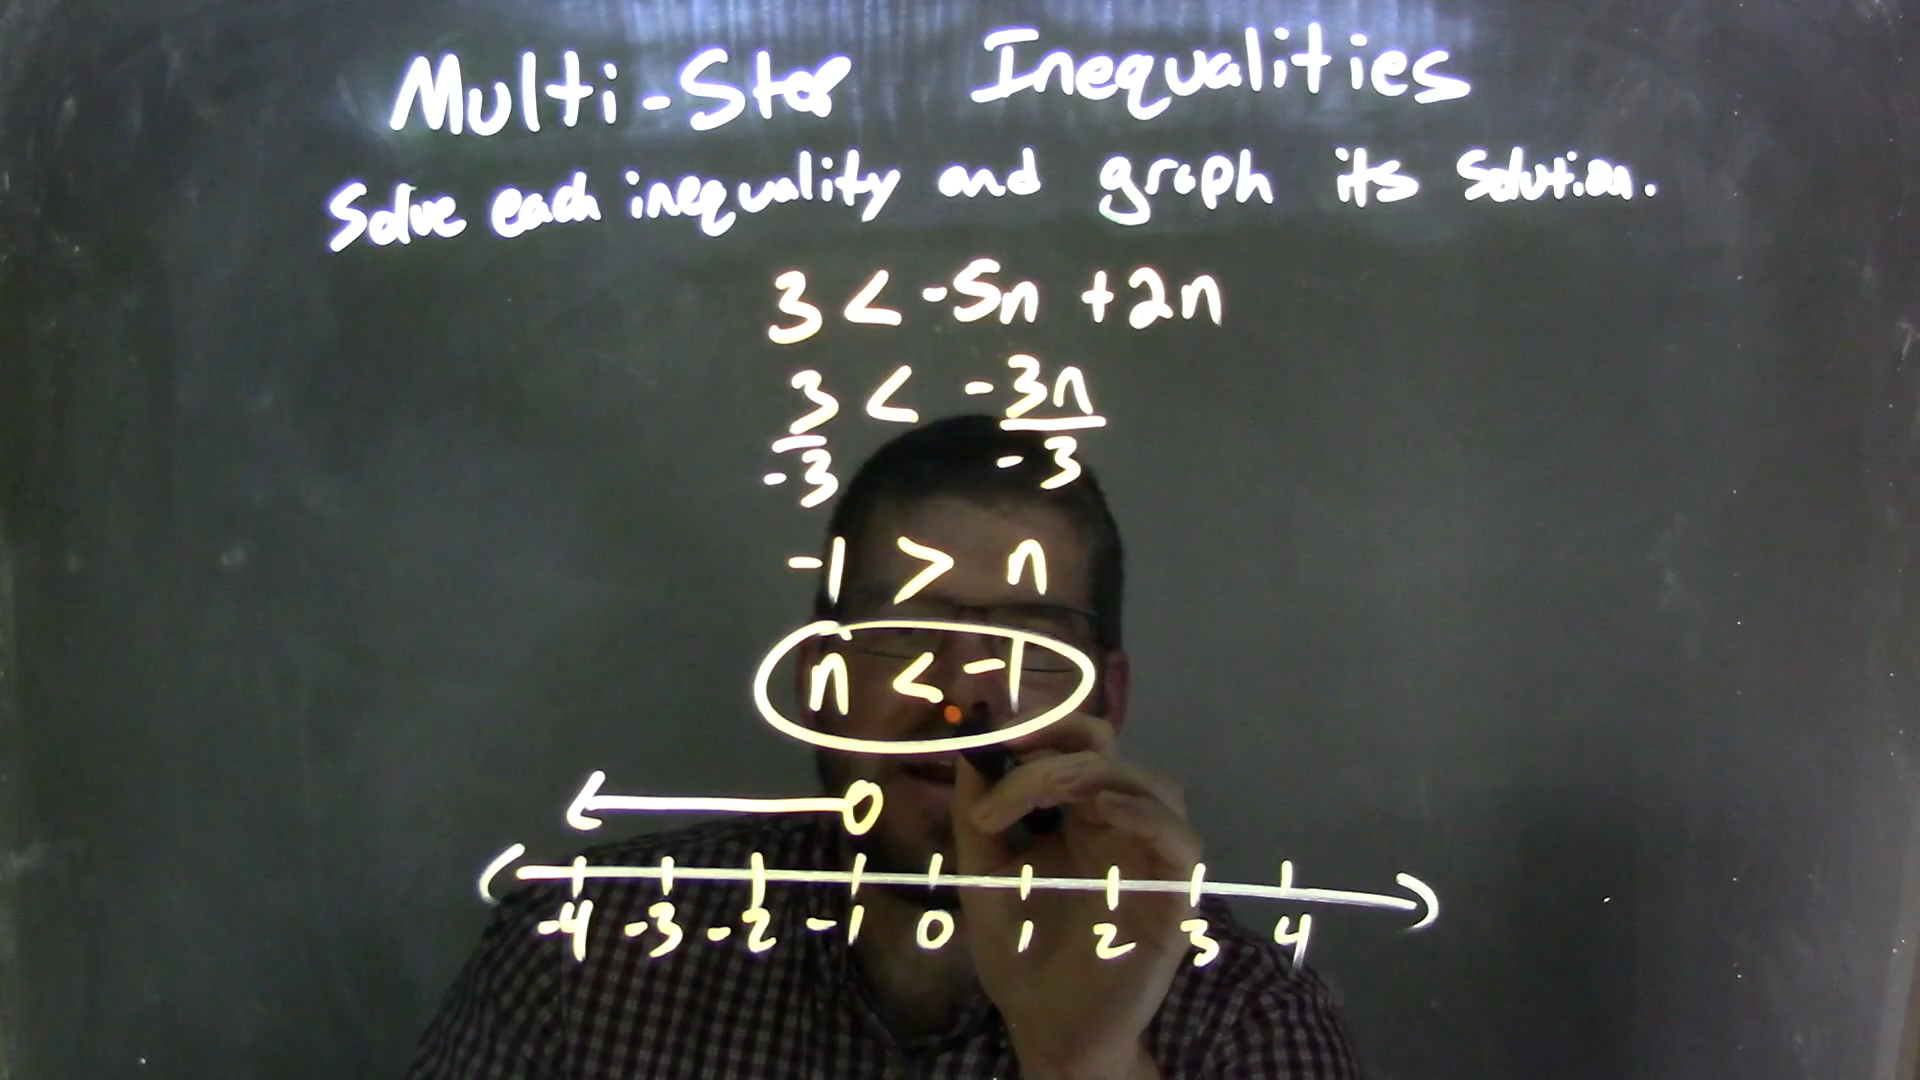 Multi-Step Inequalities
Solve each inequality and graph its solution.
3 < -5n + 2n
3 < -3n
-3 -3
-1 > n
n < -1
-4 -3 -2 -1 0 1 2 3 4